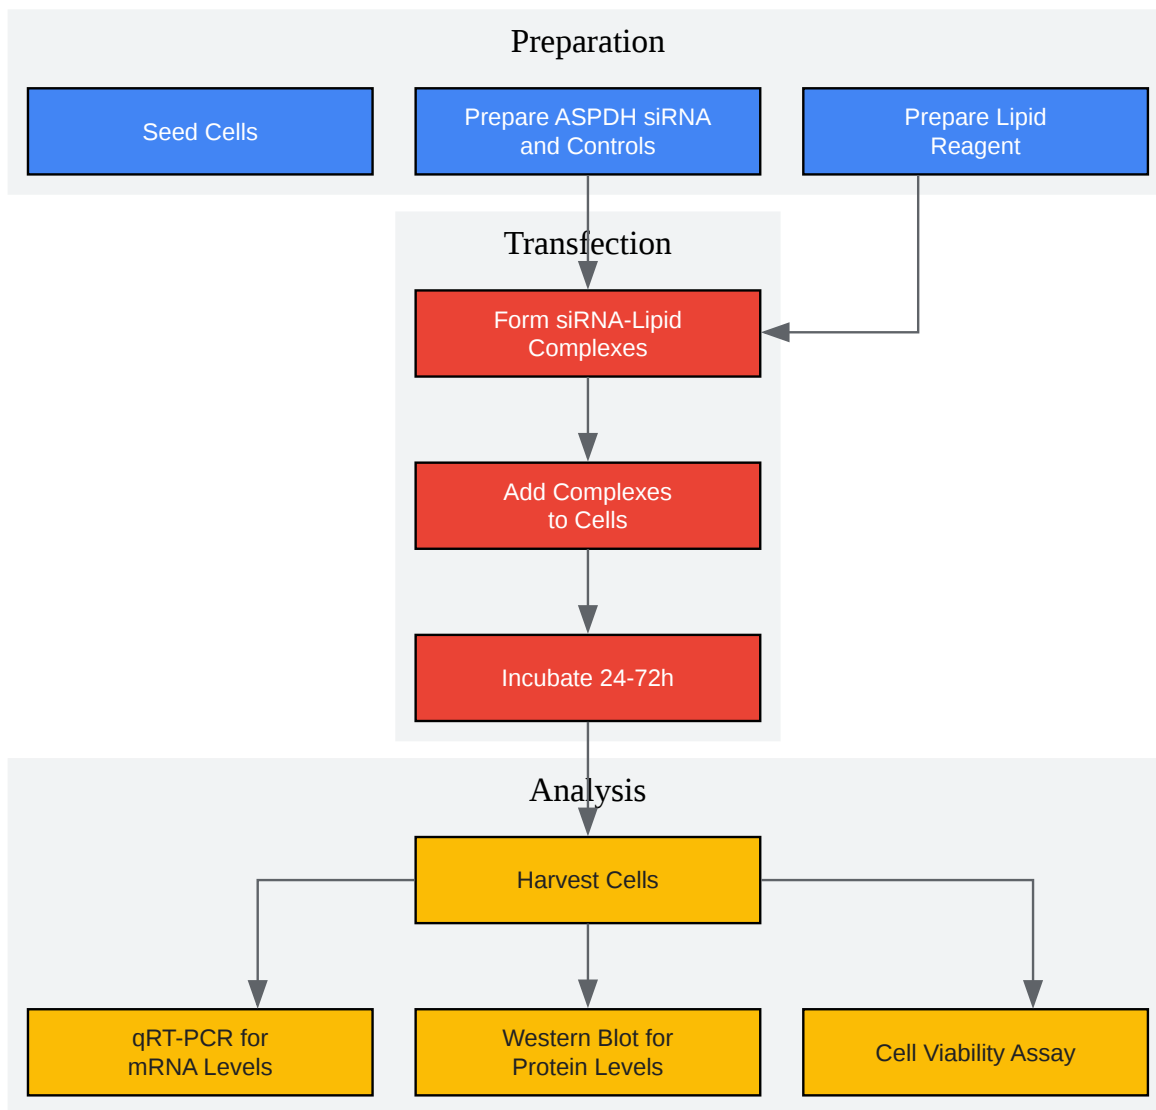 Preparation
Seed Cells
Prepare ASPDH siRNA
and Controls
Prepare Lipid
Reagent
Transfection
Form siRNA-Lipid
Complexes
Add Complexes
to Cells
Incubate 24-72h
Analysis
Harvest Cells
qRT-PCR for
mRNA Levels
Western Blot for
Protein Levels
Cell Viability Assay